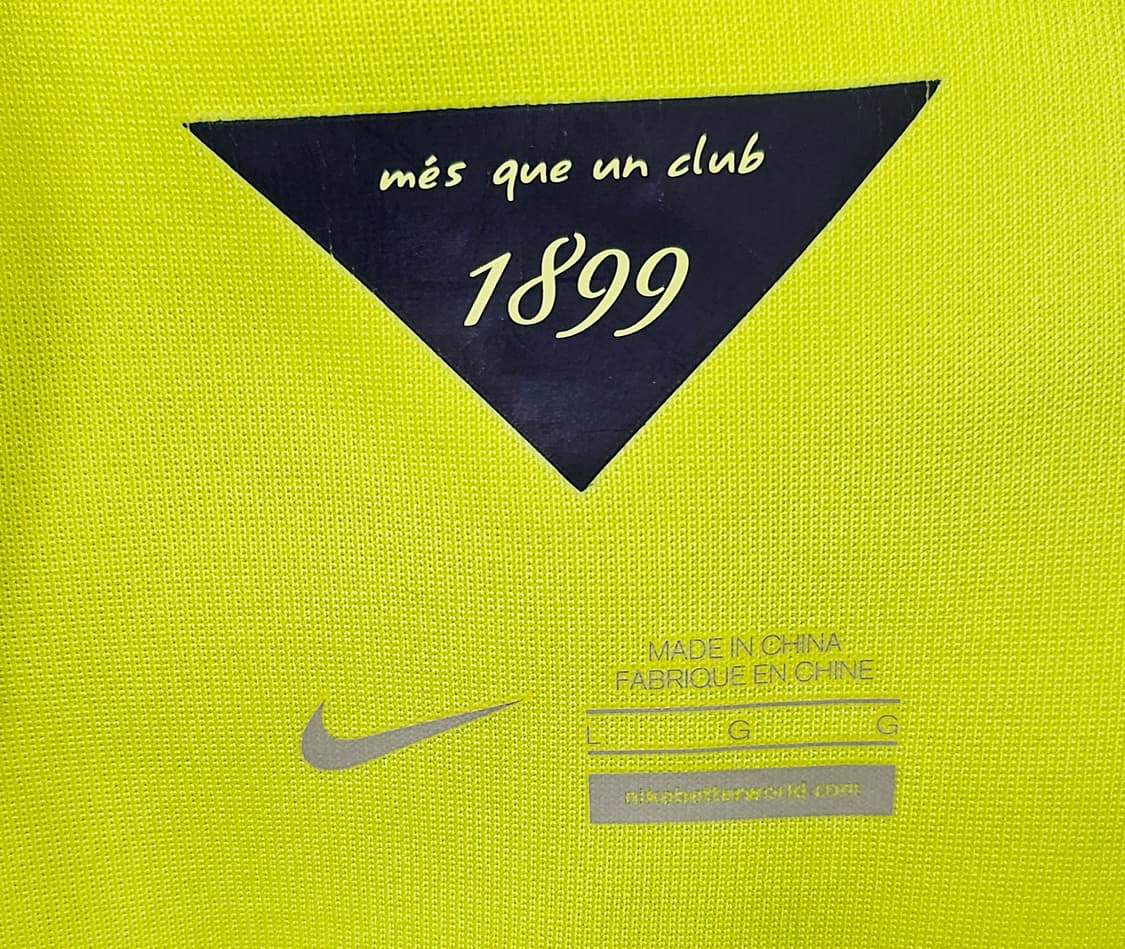 més que un club
1899
MADE IN CHINA
FABRIQUE EN CHINE
L G G
nikebetterworld.com